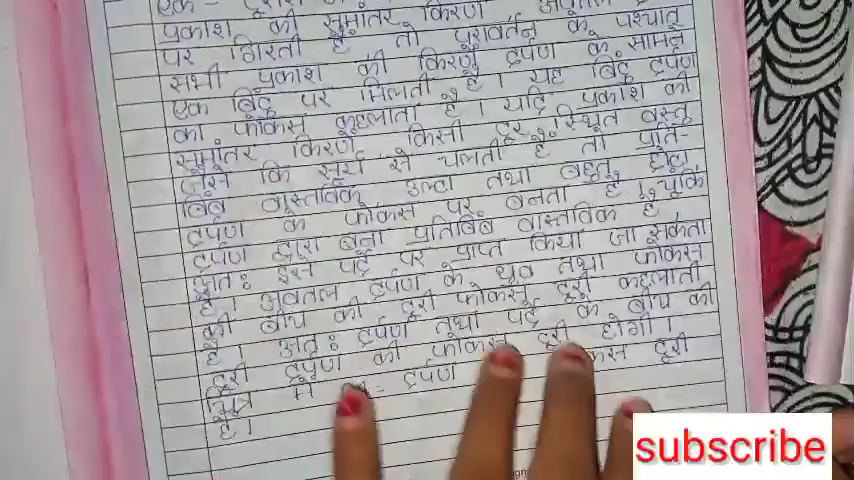 प्रकाश की सुमांतर किरणें
पर गिरती है तो पुरावर्तन के पश्चात्
सभी प्रकाश की किरणें दर्पण के सामने
एक बिंदु पर मिलती है। यह बिंदु दर्पण
का फोकस कहलाता है। यदि प्रकाश की
सुमांतर किरणें किसी दूर स्थित वस्तु
जैसे कि सूर्य से चलती है तो प्रति-
बिंब वास्तविक उल्टा तथा बहुत छोटा
दर्पण के फोकस पर बनता है। चूंकि
दर्पण द्वारा बना प्रतिबिंब वास्तविक है
अतः इसे पर्दे पर प्राप्त किया जा सकता
है। अवतल दर्पण के ध्रुव तथा फोकस
की बीच की दूरी फोकस दूरी कहलाती
है। अतः दर्पण तथा पर्दे के बीच की
दूरी दर्पण की फोकस दूरी होगी।
चित्र में दर्पण दूरी
है।
subscribe